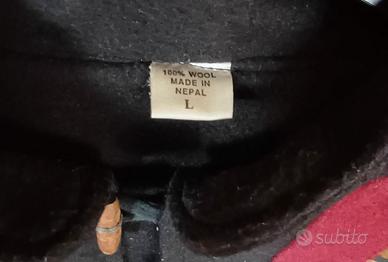 100% WOOL
MADE IN
NEPAL
L
subito